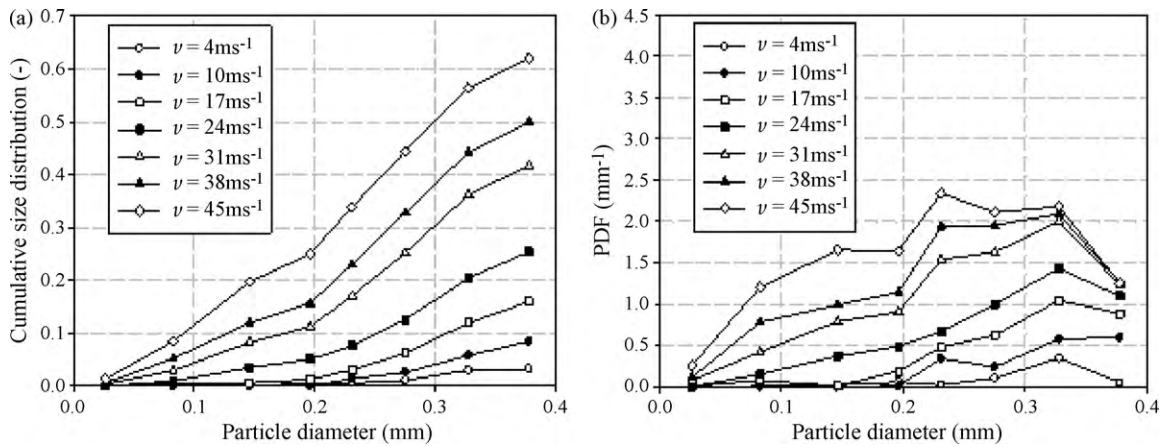 (a)
Cumulative size distribution (-)
0.7
0.6
0.5
0.4
0.3
0.2
0.1
0.0
ν = 4ms⁻¹
ν = 10ms⁻¹
ν = 17ms⁻¹
ν = 24ms⁻¹
ν = 31ms⁻¹
ν = 38ms⁻¹
ν = 45ms⁻¹
0.0 0.1 0.2 0.3 0.4
Particle diameter (mm)
(b)
PDF (mm⁻¹)
4.5
4.0
3.5
3.0
2.5
2.0
1.5
1.0
0.5
0.0
ν = 4ms⁻¹
ν = 10ms⁻¹
ν = 17ms⁻¹
ν = 24ms⁻¹
ν = 31ms⁻¹
ν = 38ms⁻¹
ν = 45ms⁻¹
0.0 0.1 0.2 0.3 0.4
Particle diameter (mm)